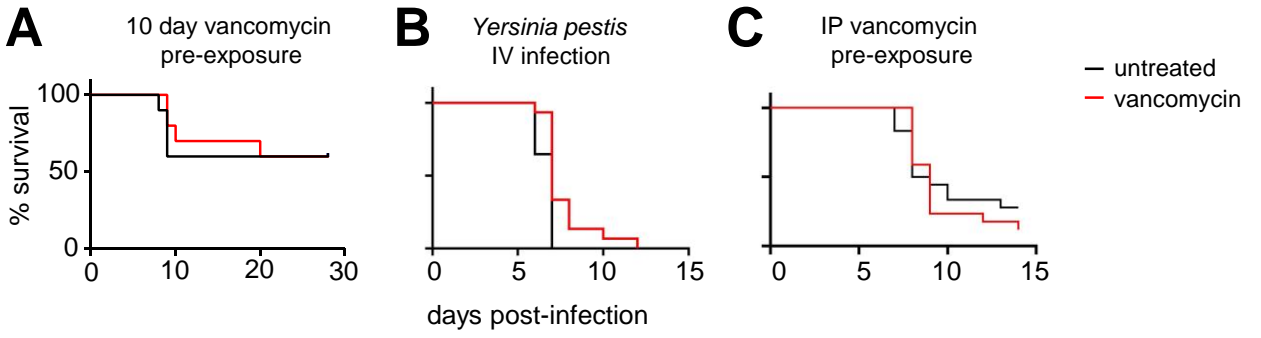 A
10 day vancomycin
pre-exposure
B
Yersinia pestis
IV infection
C
IP vancomycin
pre-exposure
untreated
vancomycin
% survival
100
50
0
0 10 20 30
0 5 10 15
0 5 10 15
days post-infection